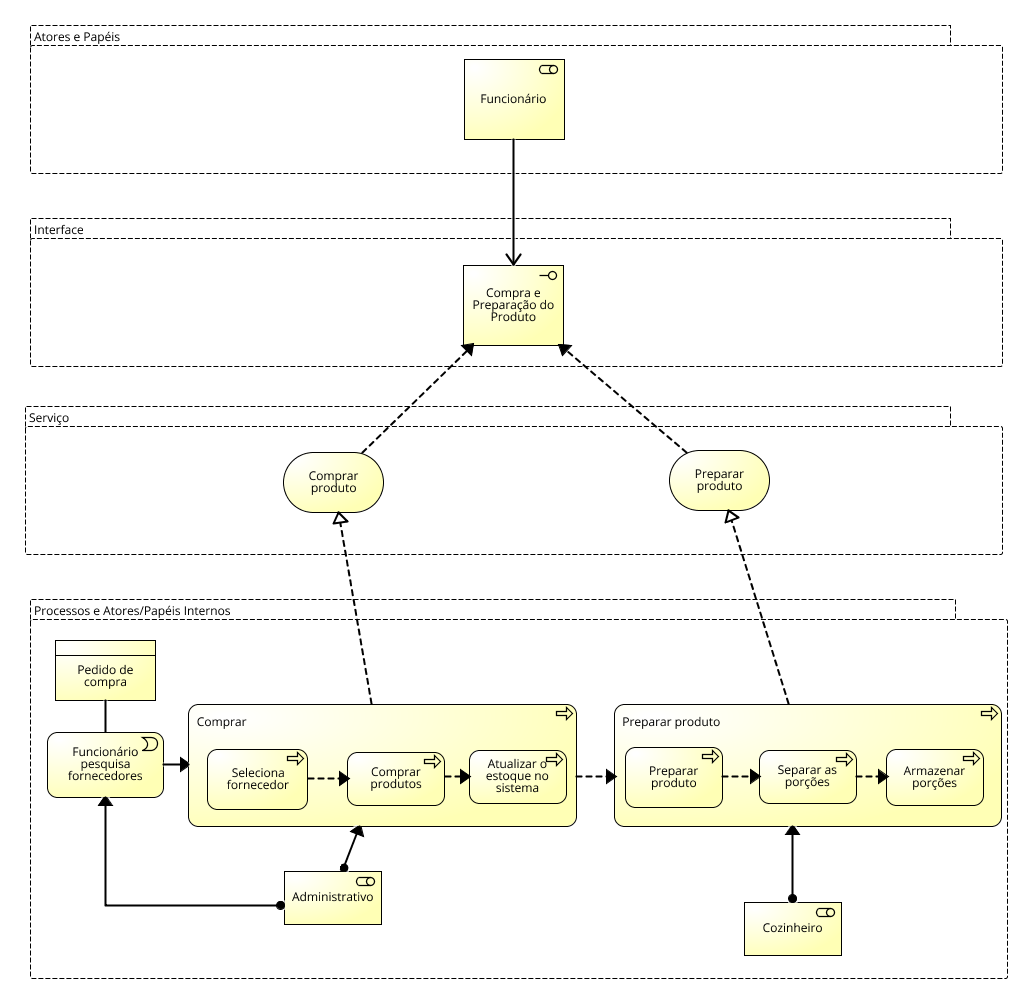 Atores e Papéis
Funcionário
Interface
Compra e
Preparação do
Produto
Serviço
Comprar
produto
Preparar
produto
Processos e Atores/Papéis Internos
Pedido de
compra
Funcionário
pesquisa
fornecedores
Comprar
Seleciona
fornecedor
Comprar
produtos
Atualizar o
estoque no
sistema
Preparar produto
Preparar
produto
Separar as
porções
Armazenar
porções
Administrativo
Cozinheiro